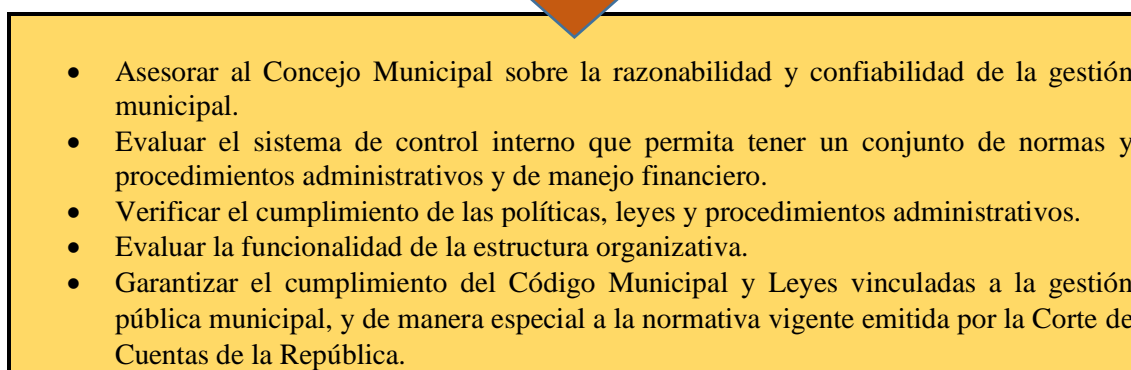 • Asesorar al Concejo Municipal sobre la razonabilidad y confiabilidad de la gestión
municipal.
• Evaluar el sistema de control interno que permita tener un conjunto de normas y
procedimientos administrativos y de manejo financiero.
• Verificar el cumplimiento de las políticas, leyes y procedimientos administrativos.
• Evaluar la funcionalidad de la estructura organizativa.
• Garantizar el cumplimiento del Código Municipal y Leyes vinculadas a la gestión
pública municipal, y de manera especial a la normativa vigente emitida por la Corte de
Cuentas de la República.